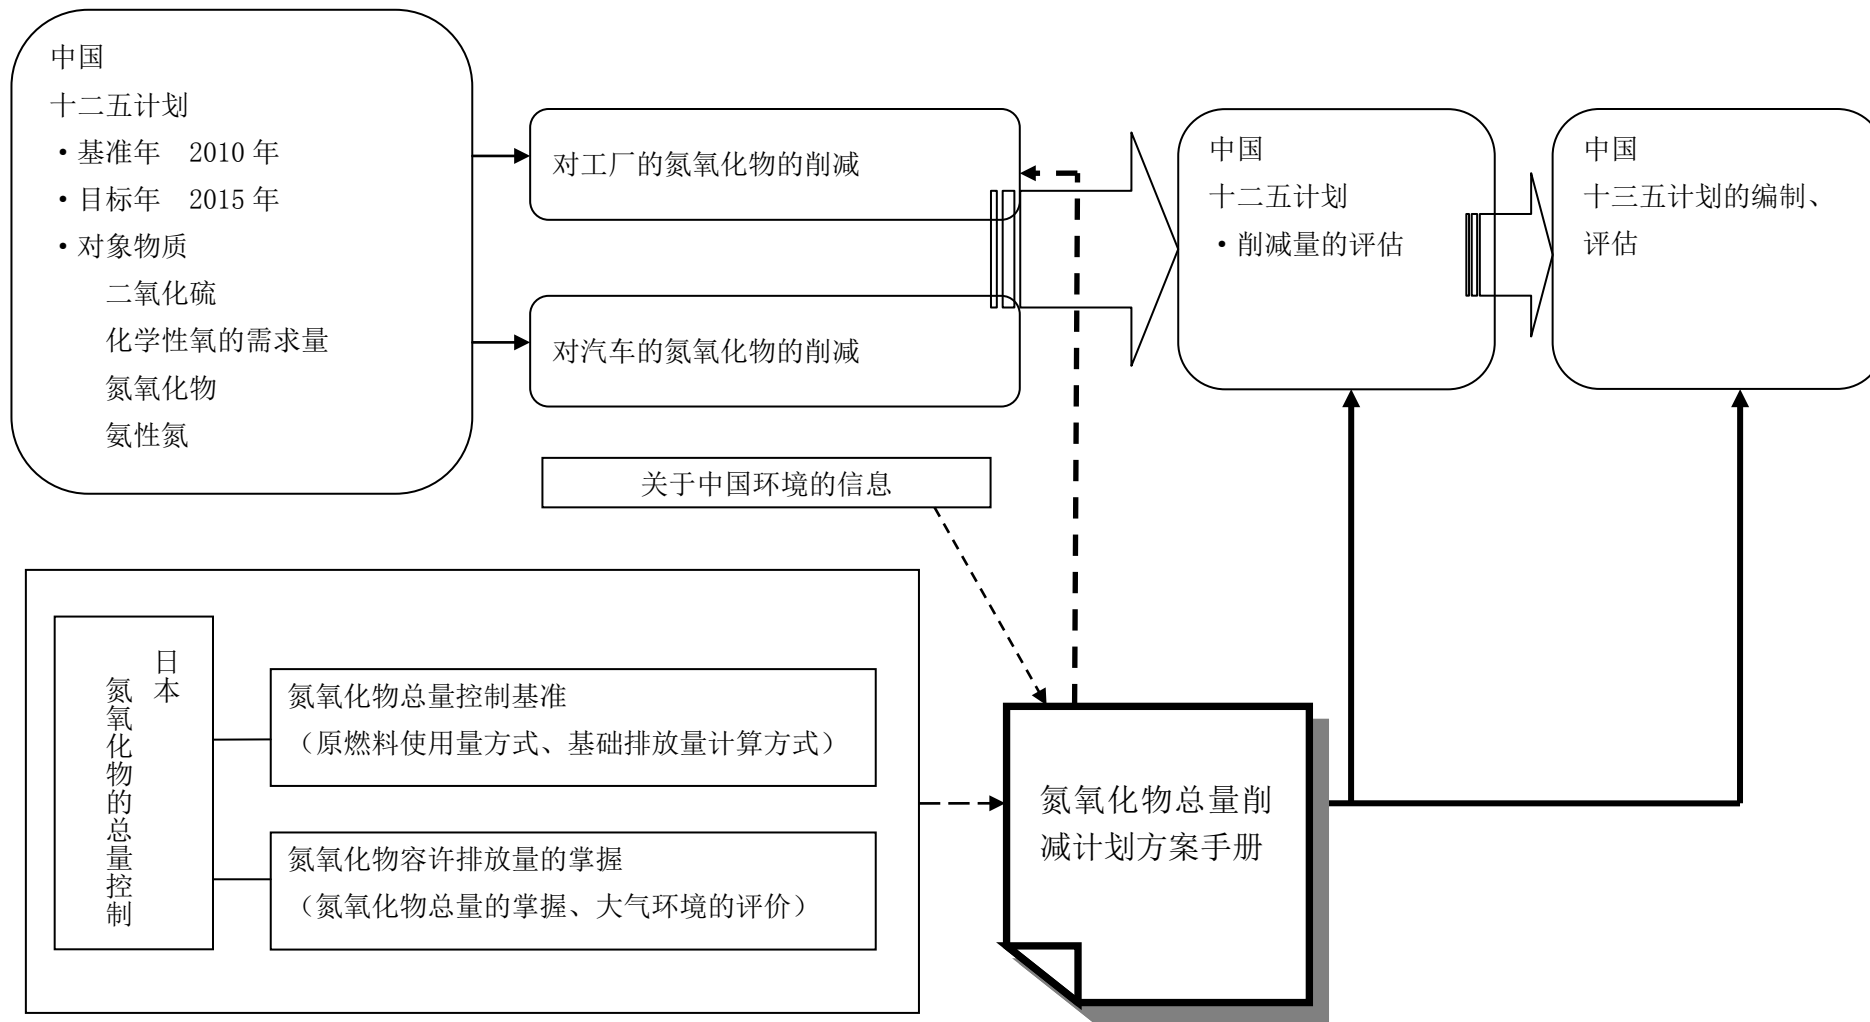 中国
十二五计划
・基准年　2010 年
・目标年　2015 年
・对象物质
二氧化硫
化学性氧的需求量
氮氧化物
氨性氮
对工厂的氮氧化物的削减
对汽车的氮氧化物的削减
中国
十二五计划
・削减量的评估
中国
十三五计划的编制、
评估
关于中国环境的信息
日本
氮氧化物的总量控制
氮氧化物总量控制基准
（原燃料使用量方式、基础排放量计算方式）
氮氧化物容许排放量的掌握
（氮氧化物总量的掌握、大气环境的评价）
氮氧化物总量削
减计划方案手册